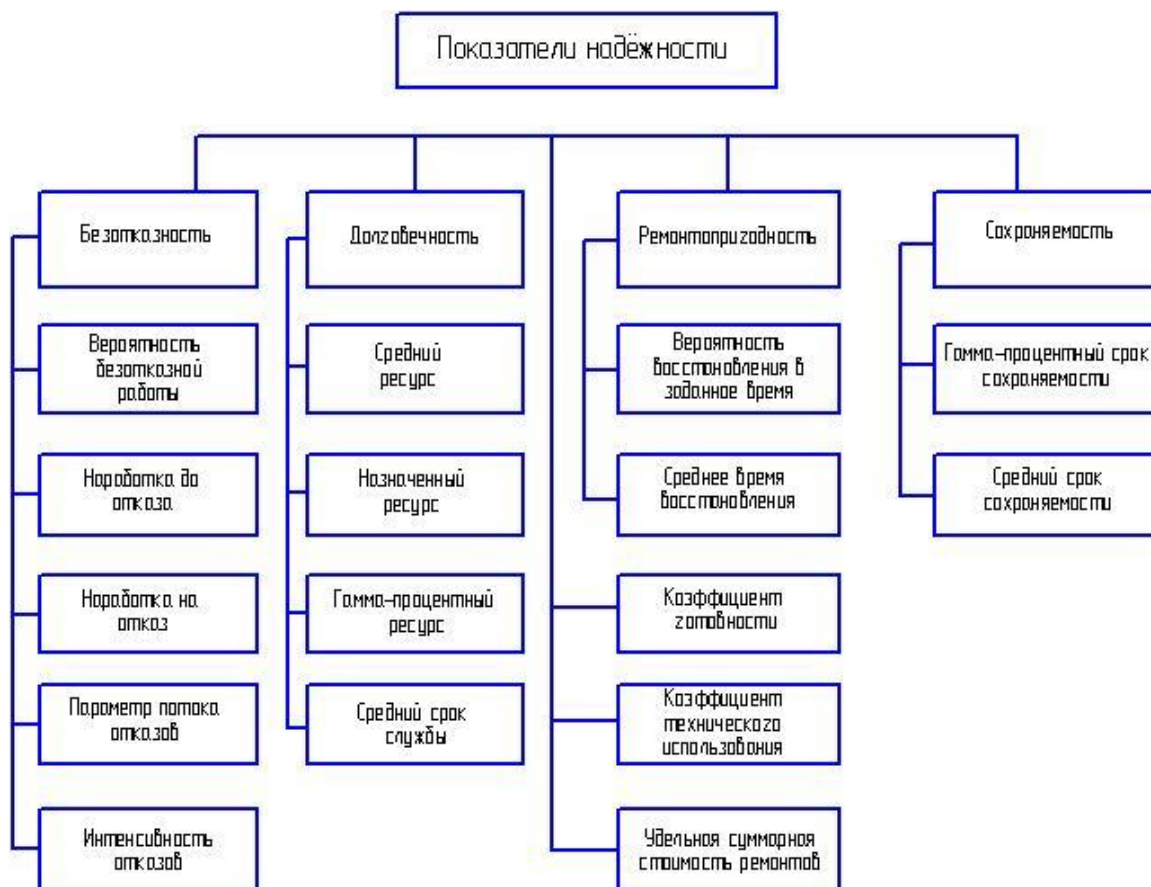 Показатели надёжности
Безотказность
Вероятность
безотказной
работы
Наработка до
отказа
Наработка на
отказ
Параметр потока
отказов
Интенсивность
отказов
Долговечность
Средний
ресурс
Назначенный
ресурс
Гамма-процентный
ресурс
Средний срок
службы
Ремонтопригодность
Вероятность
восстановления в
заданное время
Среднее время
восстановления
Коэффициент
готовности
Коэффициент
технического
использования
Удельная суммарная
стоимость ремонтов
Сохраняемость
Гамма-процентный срок
сохраняемости
Средний срок
сохраняемости